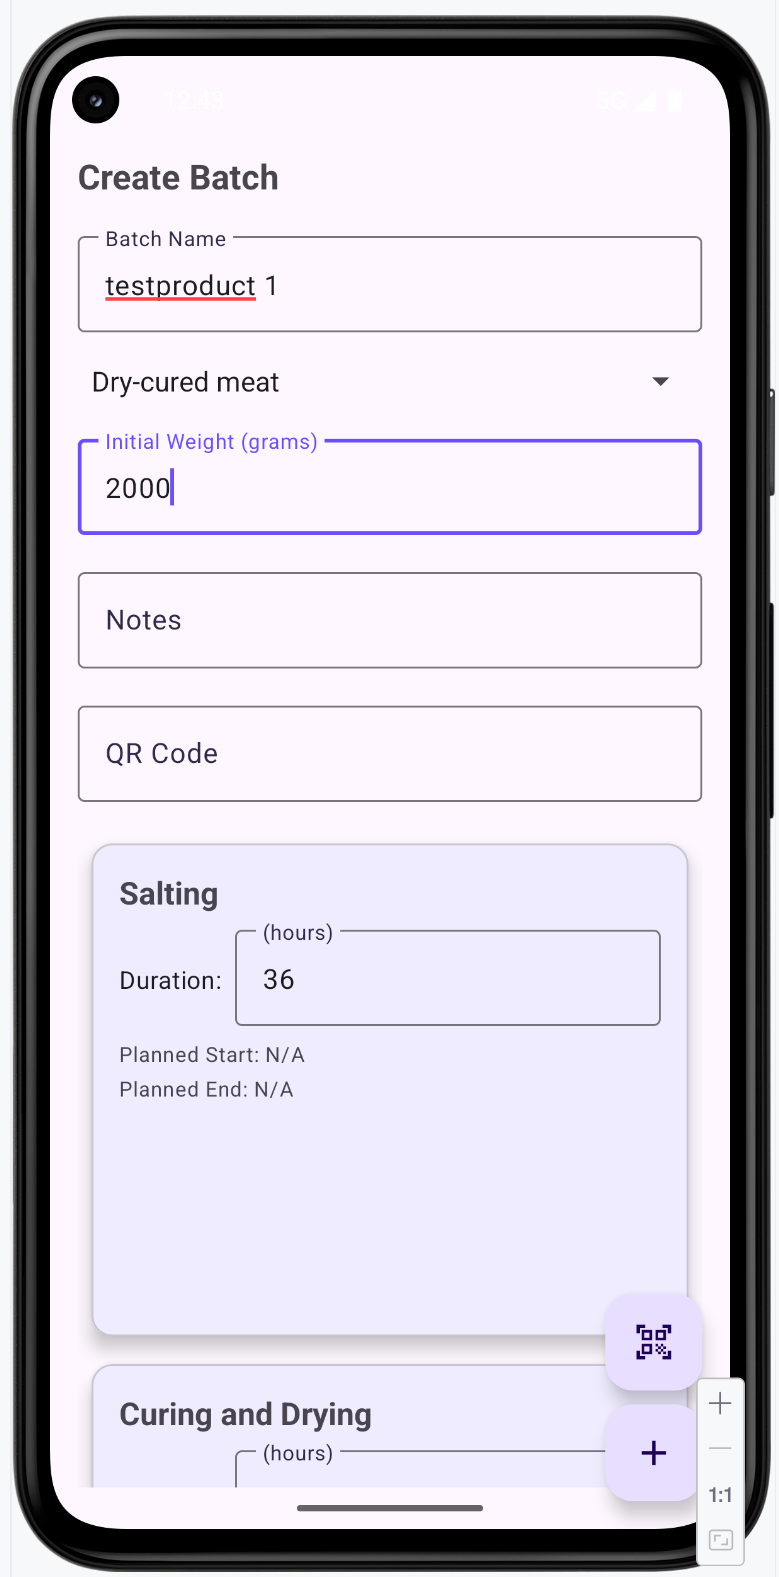 12:43 5G
Create Batch
Batch Name
testproduct 1
Dry-cured meat
Initial Weight (grams)
2000
Notes
QR Code
Salting
(hours)
Duration: 36
Planned Start: N/A
Planned End: N/A
Curing and Drying
(hours)
1:1